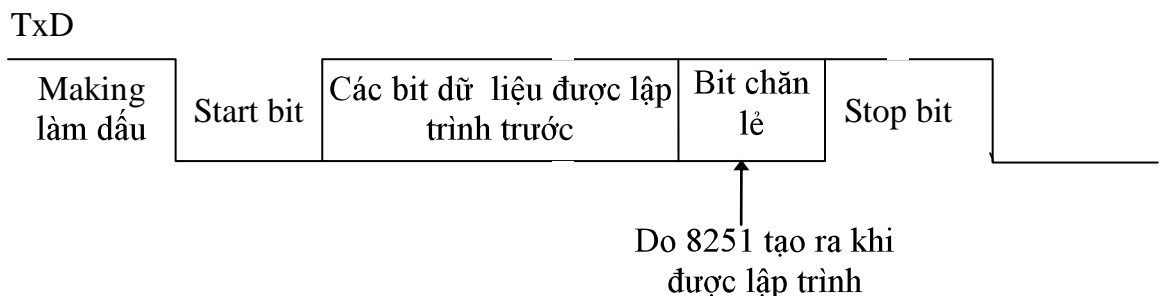 TxD
Making
làm dấu
Start bit
Các bit dữ liệu được lập
trình trước
Bit chăn
lẻ
Stop bit
Do 8251 tạo ra khi
được lập trình